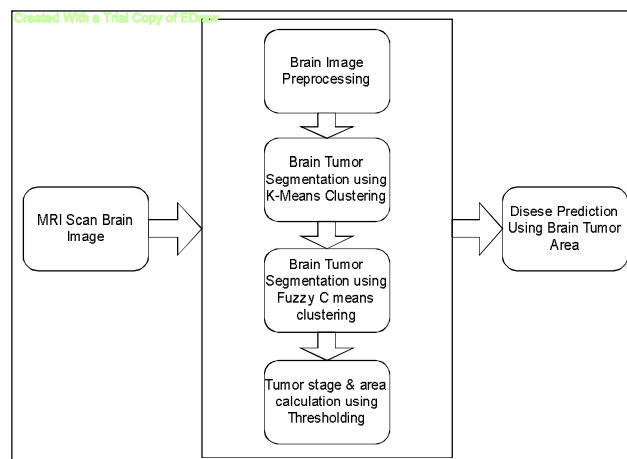 Created With a Trial Copy of EDraw
Brain Image
Preprocessing
Brain Tumor
Segmentation using
K-Means Clustering
MRI Scan Brain
Image
Disese Prediction
Using Brain Tumor
Area
Brain Tumor
Segmentation using
Fuzzy C means
clustering
Tumor stage & area
calculation using
Thresholding